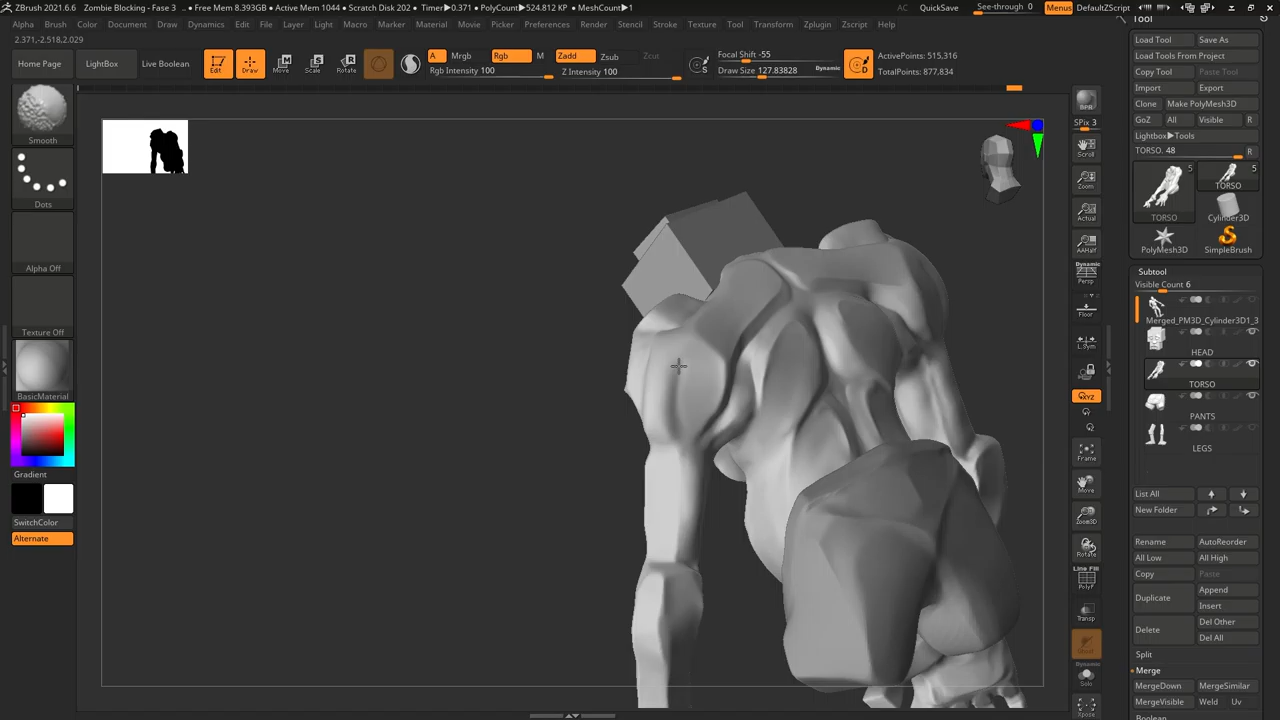 ZBrush 2021.6.6 Zombie Blocking - Fase 3 .. • Free Mem 8.393GB • Active Mem 1044 • Scratch Disk 202 • Timer▶0.371 • PolyCount▶524.812 KP • MeshCount▶1 AC QuickSave See-through 0 Menus DefaultZScript
Alpha Brush Color Document Draw Dynamics Edit File Layer Light Macro Marker Material Movie Picker Preferences Render Stencil Stroke Texture Tool Transform Zplugin Zscript Help
2.371,-2.518,2.029
Home Page LightBox Live Boolean Edit Draw Move Scale Rotate
A Mrgb Rgb M Zadd Zsub Zcut
Rgb Intensity 100 Z Intensity 100
S
Focal Shift -55
Draw Size 127.83828 Dynamic
D
ActivePoints: 515,316
TotalPoints: 877,834
Smooth
Dots
Alpha Off
Texture Off
BasicMaterial
Gradient
SwitchColor
Alternate
BPR
SPix 3
Scroll
Zoom
Actual
AAHalf
Dynamic
Persp
Floor
L.Sym
XYZ
Frame
Move
Zoom3D
Rotate
Line Fill
PolyF
Transp
Ghost
Dynamic
Solo
Xpose
Tool
Load Tool Save As
Load Tools From Project
Copy Tool Paste Tool
Import Export
Clone Make PolyMesh3D
GoZ All Visible R
Lightbox▶Tools
TORSO. 48 R
5 5
TORSO
TORSO Cylinder3D
PolyMesh3D SimpleBrush
Subtool
Visible Count 6
Merged_PM3D_Cylinder3D1_3
HEAD
TORSO
PANTS
LEGS
List All
New Folder
Rename AutoReorder
All Low All High
Copy Paste
Duplicate Append
Insert
Delete Del Other
Del All
Split
Merge
MergeDown MergeSimilar
MergeVisible Weld Uv
Boolean